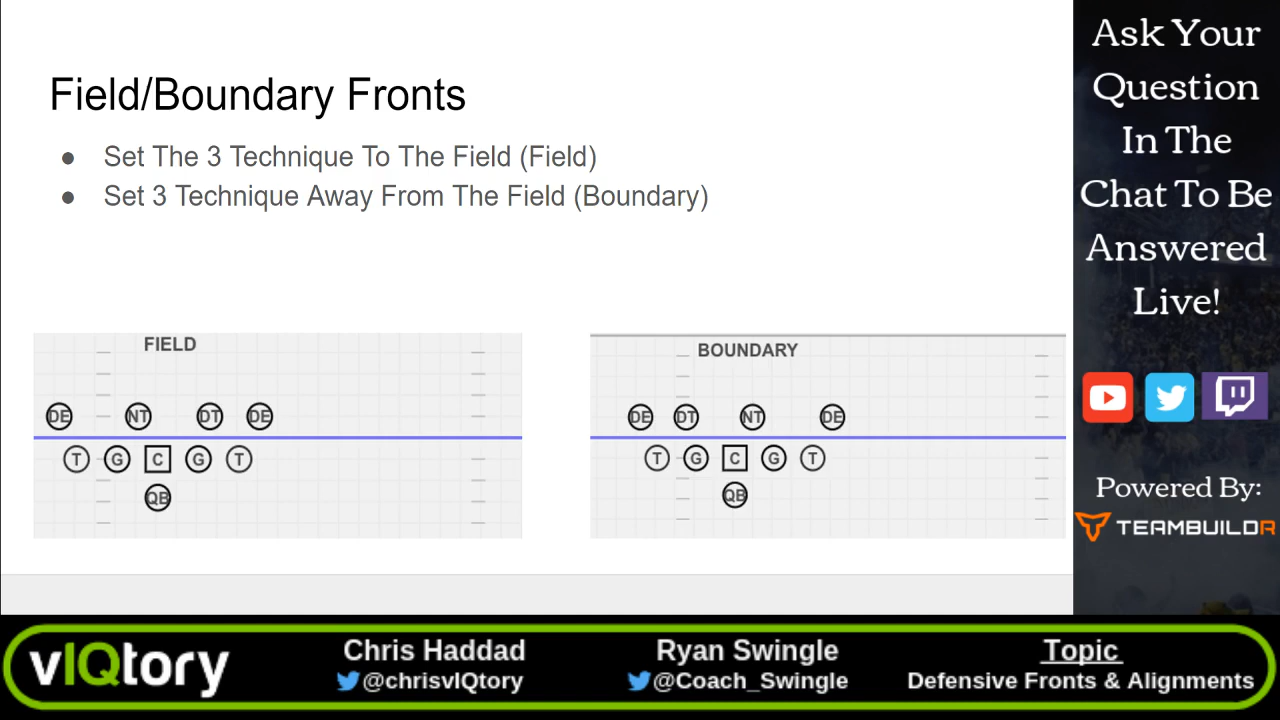 Field/Boundary Fronts
● Set The 3 Technique To The Field (Field)
● Set 3 Technique Away From The Field (Boundary)
FIELD
DE NT DT DE
T G C G T
QB
BOUNDARY
DE DT NT DE
T G C G T
QB
Ask Your
Question
In The
Chat To Be
Answered
Live!
Powered By:
TEAMBUILDR
vIQtory
Chris Haddad
@chrisvIQtory
Ryan Swingle
@Coach_Swingle
Topic
Defensive Fronts & Alignments